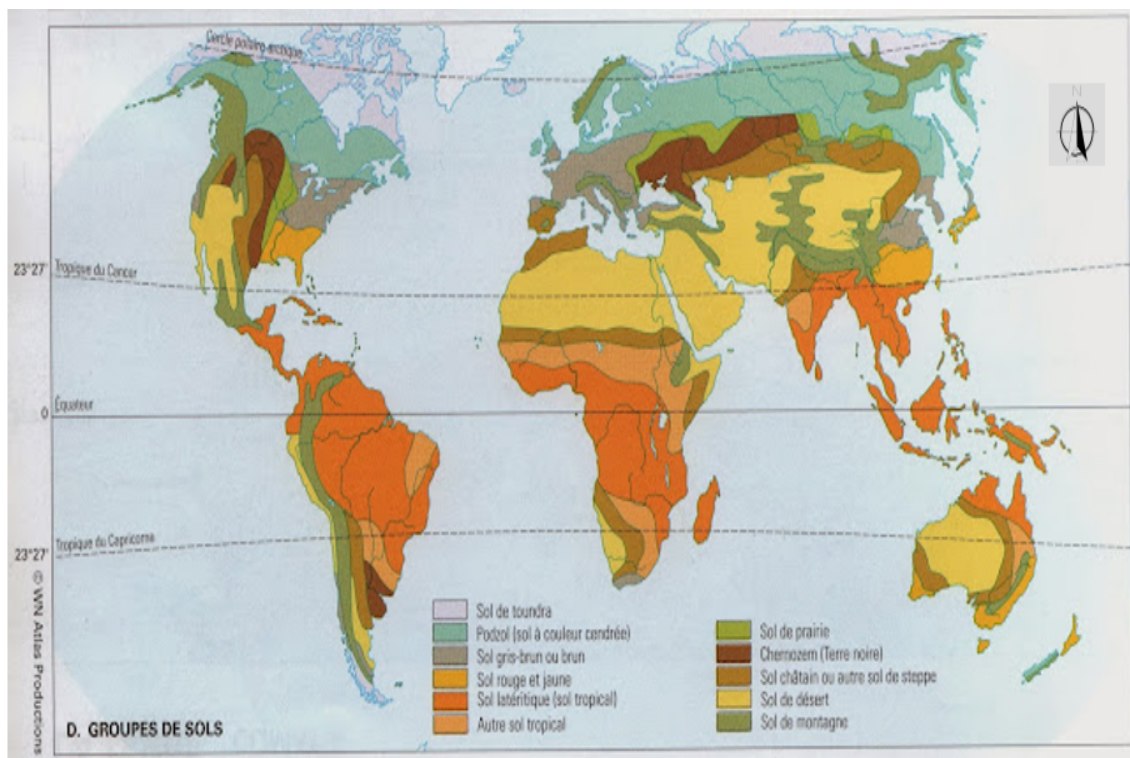 Cercle polaire arctique
N
23°27'
Tropique du Cancer
0
Équateur
23°27'
Tropique du Capricorne
© WN Atlas Productions
Sol de toundra
Podzol (sol à couleur cendrée)
Sol gris-brun ou brun
Sol rouge et jaune
Sol latéritique (sol tropical)
Autre sol tropical
Sol de prairie
Chernozem (Terre noire)
Sol châtain ou autre sol de steppe
Sol de désert
Sol de montagne
D. GROUPES DE SOLS